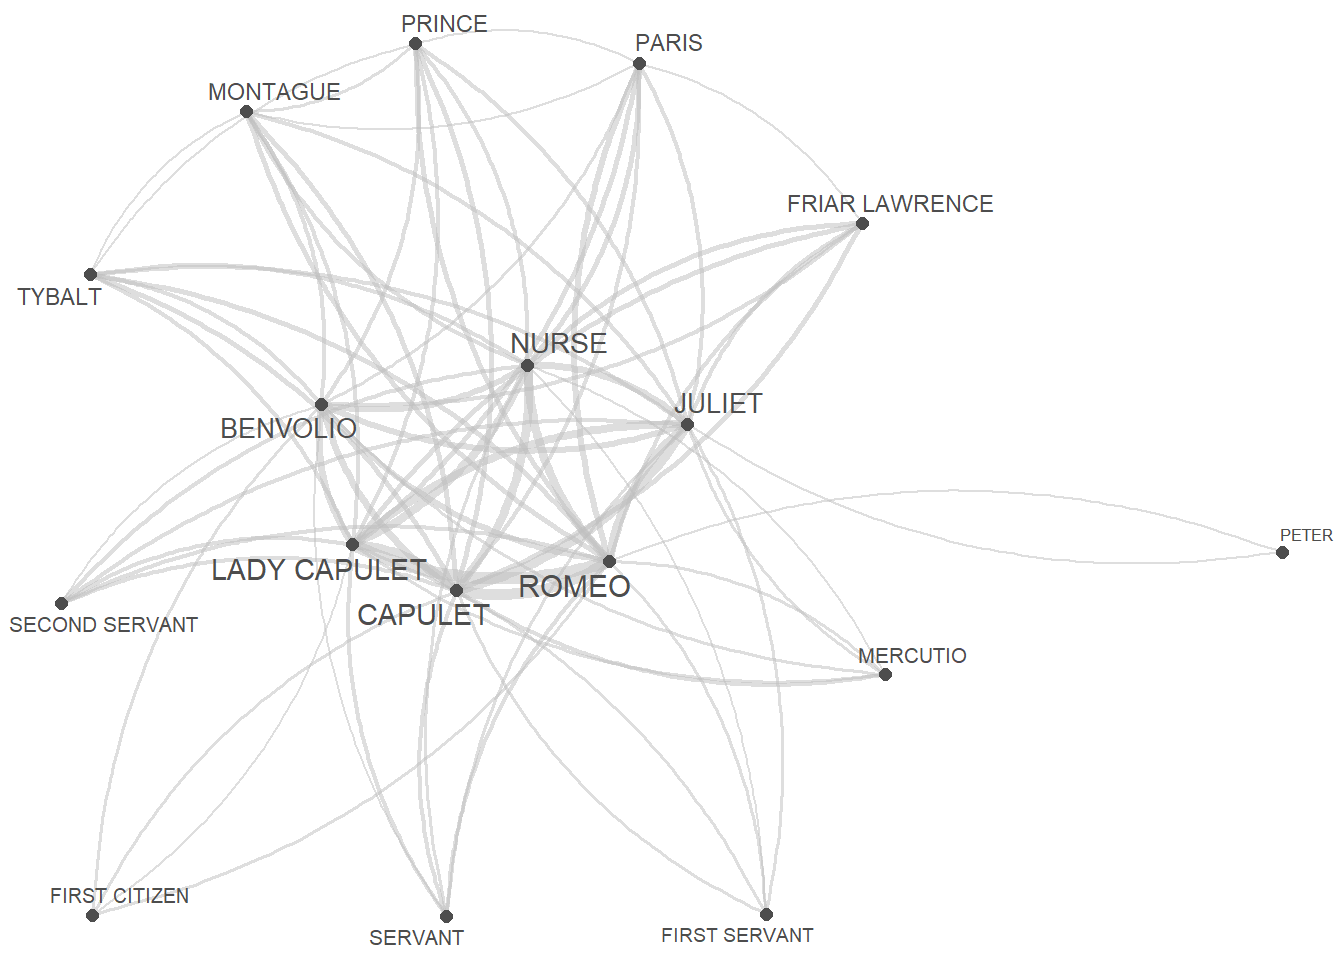 PRINCE
PARIS
MONTAGUE
FRIAR LAWRENCE
TYBALT
NURSE
JULIET
BENVOLIO
PETER
LADY CAPULET
ROMEO
CAPULET
SECOND SERVANT
MERCUTIO
FIRST CITIZEN
SERVANT
FIRST SERVANT